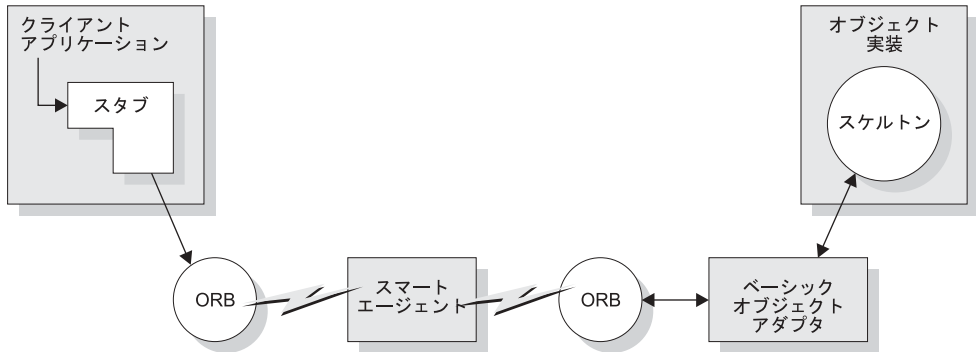 クライアント
アプリケーション
スタブ
オブジェクト
実装
スケルトン
ORB
スマート
エージェント
ORB
ベーシック
オブジェクト
アダプタ